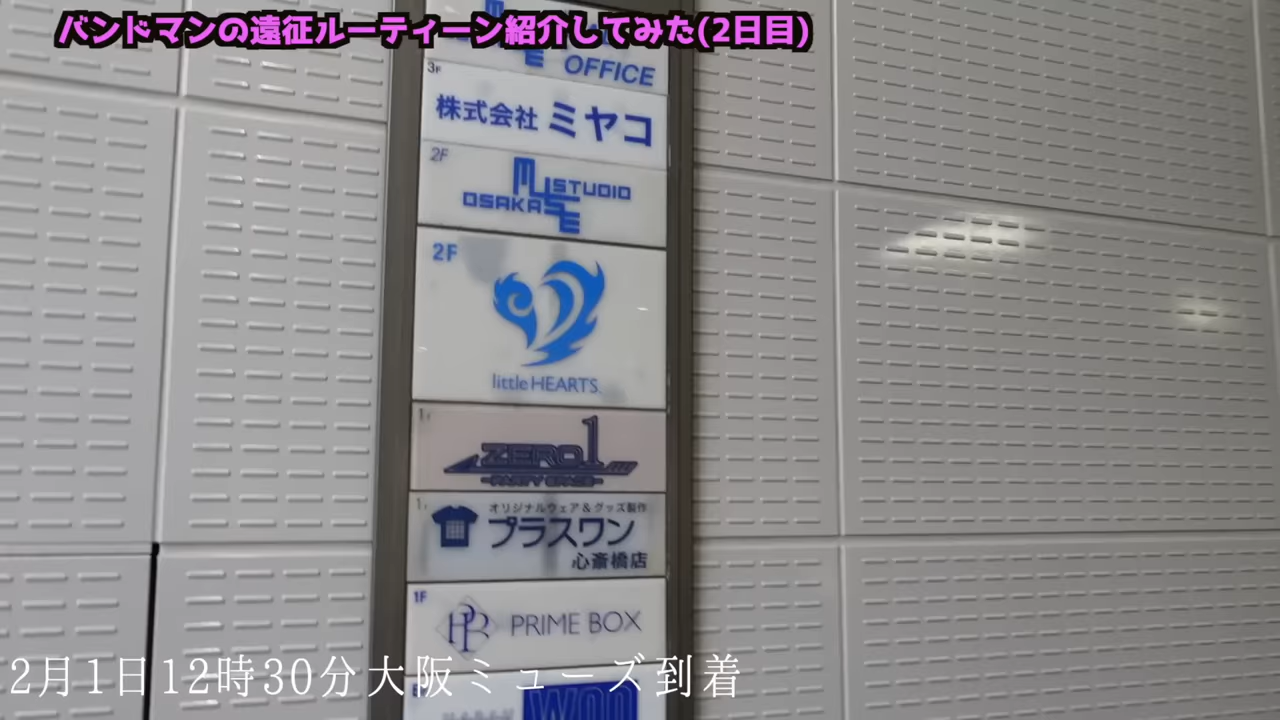 バンドマンの遠征ルーティーン紹介してみた(2日目)
OFFICE
3F
株式会社 ミヤコ
2F
MUSE STUDIO
OSAKA
2F
little HEARTS.
ZERO1
-PARTY SPACE-
オリジナルウェア&グッズ製作
プラスワン
心斎橋店
1F
PB PRIME BOX
2月1日12時30分大阪ミューズ到着